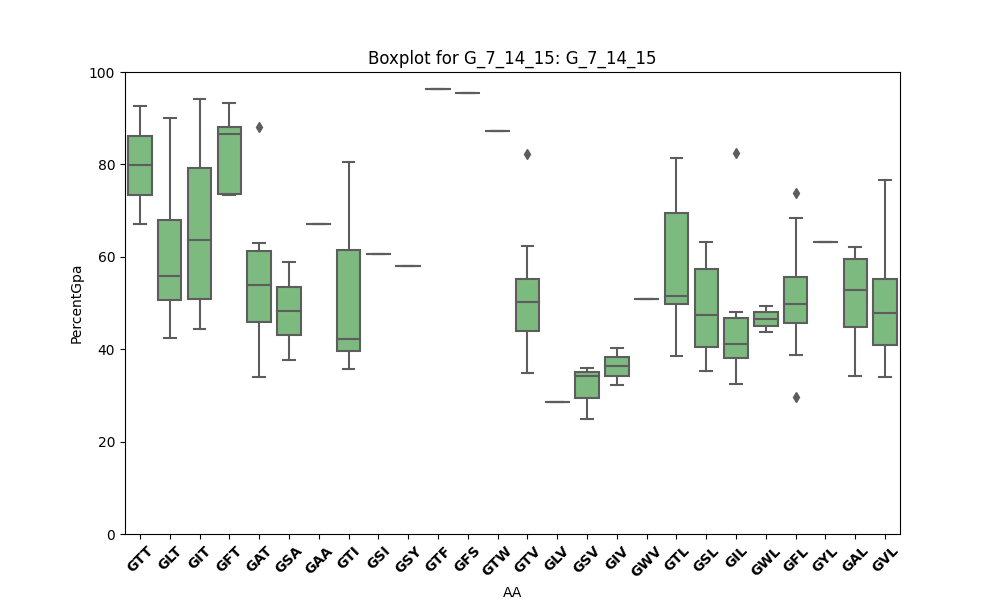 Boxplot for G_7_14_15: G_7_14_15
100
80
60
40
20
0
PercentGpa
GTT GLT GIT GFT GAT GSA GAA GTI GSI GSY GTF GFS GTW GTV GLV GSV GIV GWV GTL GSL GIL GWL GFL GYL GAL GVL
AA